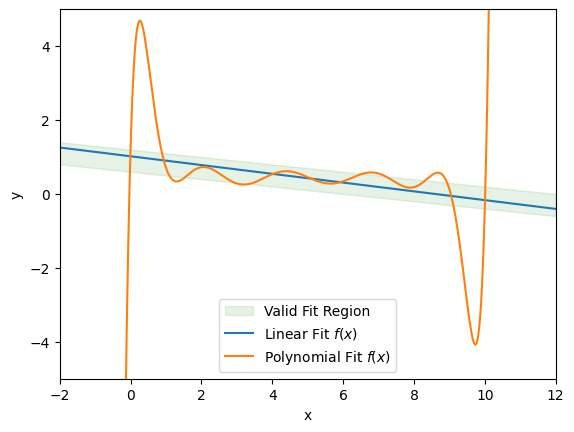 y
4
2
0
−2
−4
Valid Fit Region
Linear Fit f(x)
Polynomial Fit f(x)
−2 0 2 4 6 8 10 12
x